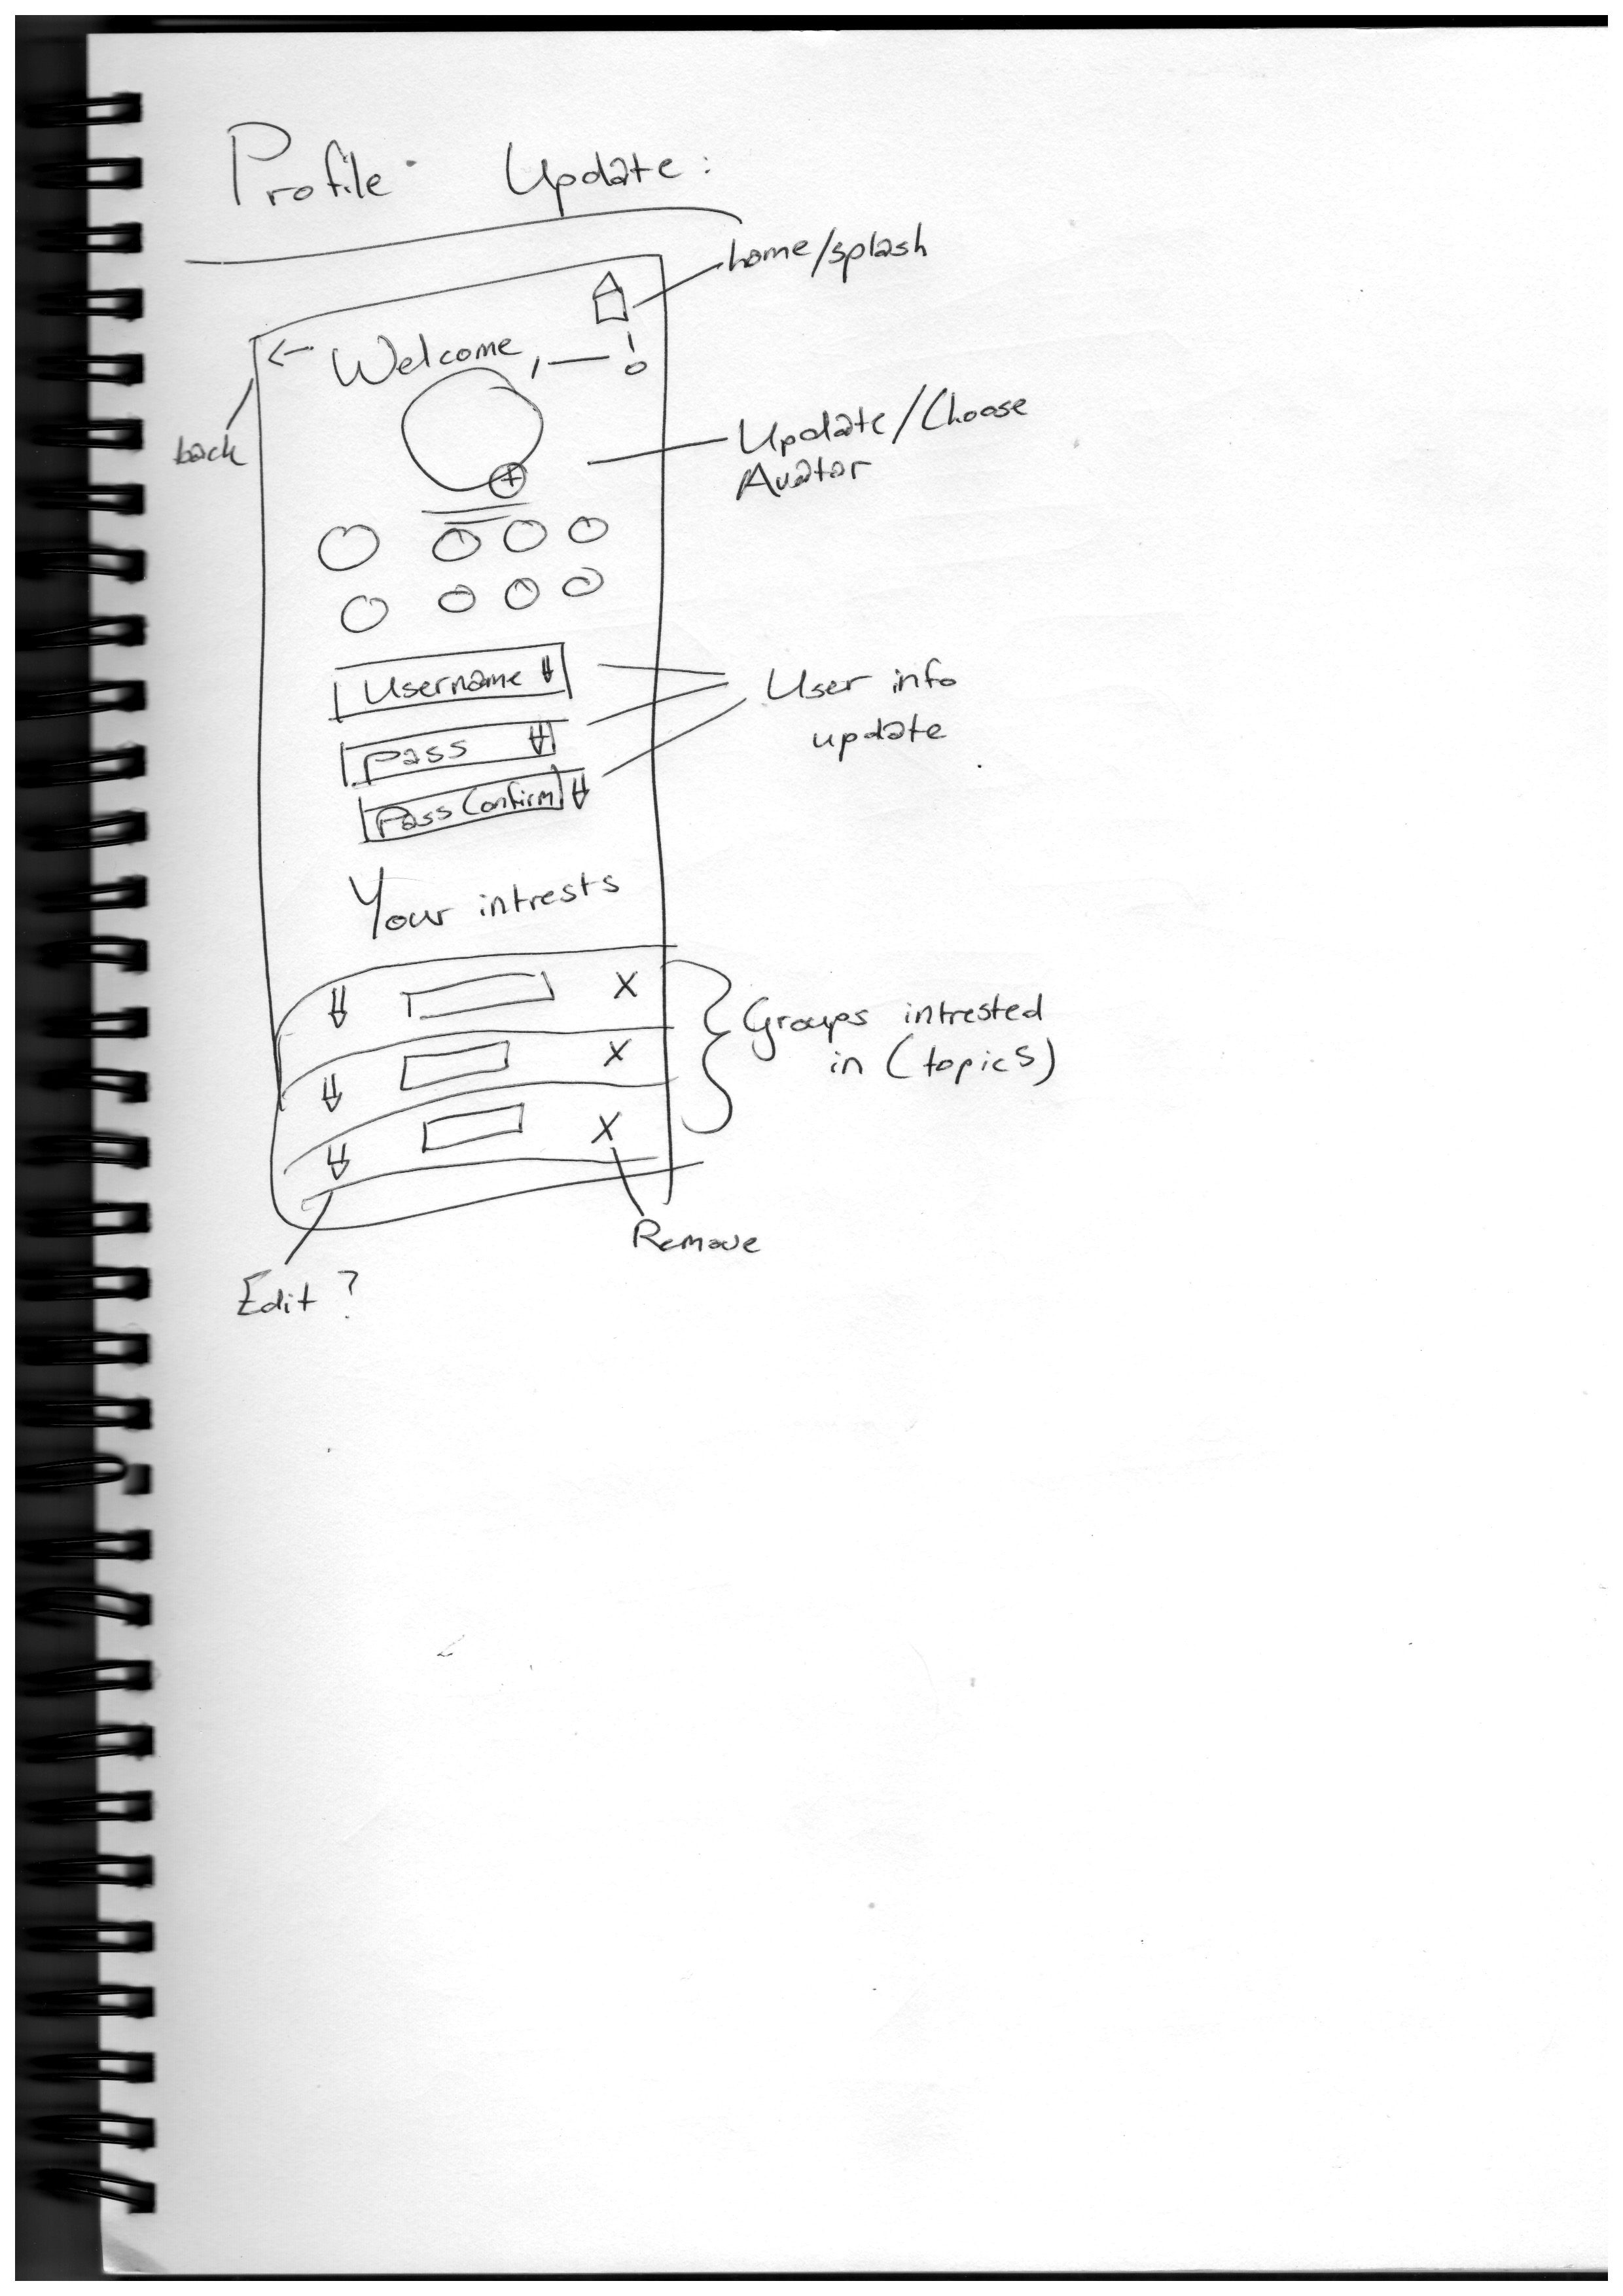 Profile: Update:
home/splash
← Welcome, —
back
Update/Choose
Avatar
Username
pass
Pass Confirm
User info
update
Your intrests
X
X
X
Groups intrested
in (topics)
Remove
Edit ?